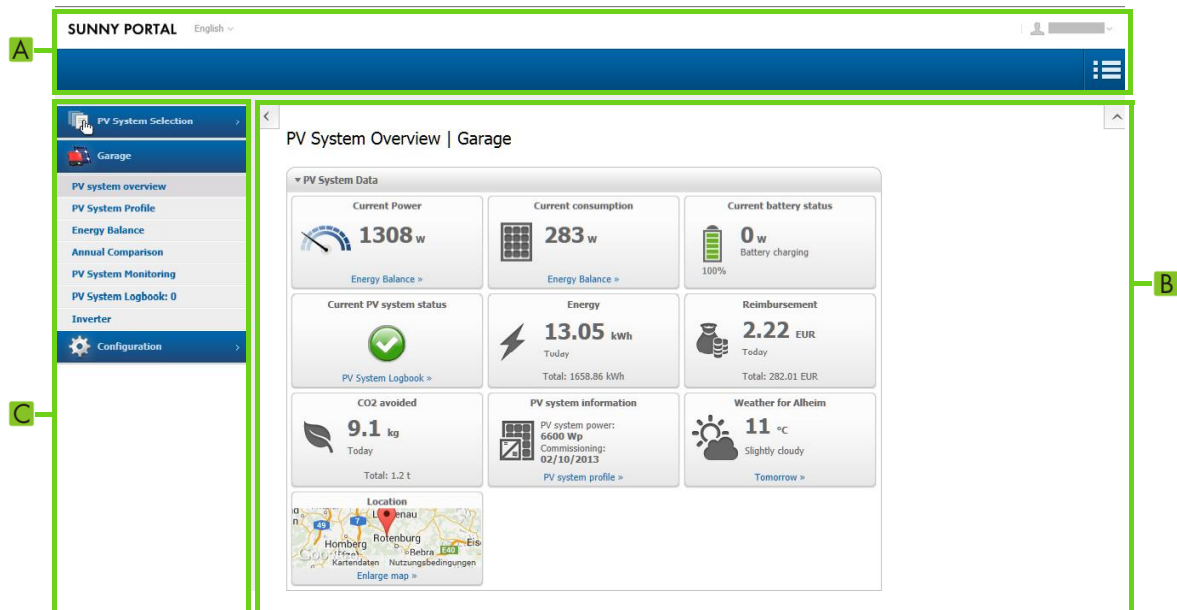 SUNNY PORTAL English
A
PV System Selection
PV System Overview | Garage
Garage
PV System Data
PV system overview
Current Power
Current consumption
Current battery status
PV System Profile
1308 w
283 w
0 w
Energy Balance
Battery charging
Annual Comparison
100%
PV System Monitoring
Energy Balance »
Energy Balance »
B
PV System Logbook: 0
Current PV system status
Energy
Reimbursement
Inverter
13.05 kWh
2.22 EUR
Configuration
Today
Today
PV System Logbook »
Total: 1658.86 kWh
Total: 282.01 EUR
C
CO2 avoided
PV system information
Weather for Alheim
9.1 kg
PV system power:
6600 Wp
11 °C
Today
Commissioning:
02/10/2013
Slightly cloudy
Total: 1.2 t
PV system profile »
Tomorrow »
Location
49
7
Homberg
Rotenburg
Bebra
E40
Kartendaten Nutzungsbedingungen
Enlarge map »